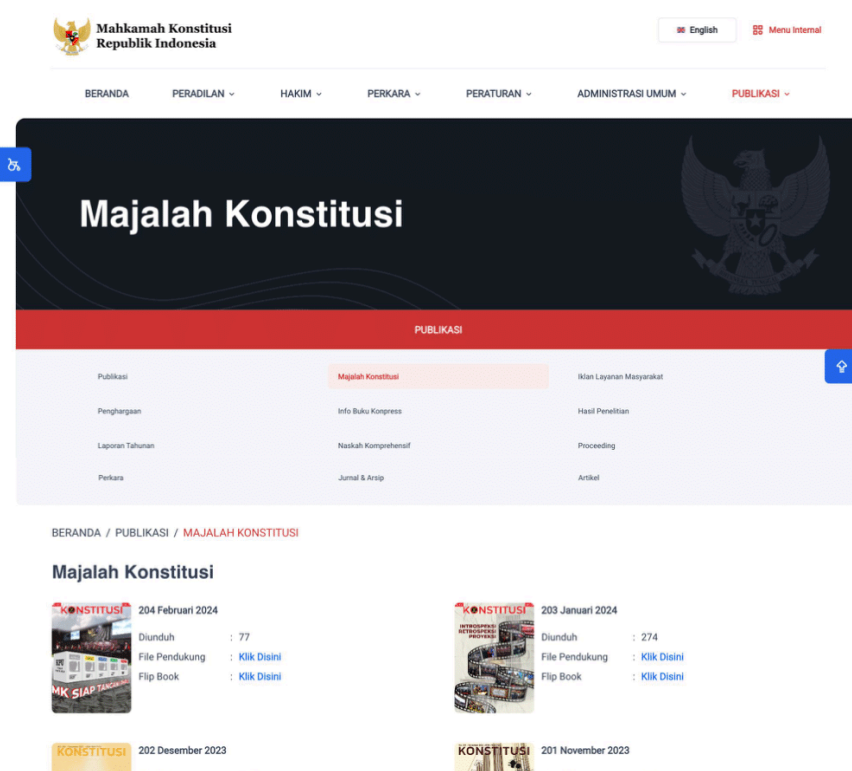 Mahkamah Konstitusi
Republik Indonesia
English
Menu Internal
BERANDA PERADILAN HAKIM PERKARA PERATURAN ADMINISTRASI UMUM PUBLIKASI
Majalah Konstitusi
PUBLIKASI
Publikasi Majalah Konstitusi Iklan Layanan Masyarakat
Penghargaan Info Buku Konpress Hasil Penelitian
Laporan Tahunan Naskah Komprehensif Proceeding
Perkara Jurnal & Arsip Artikel
BERANDA / PUBLIKASI / MAJALAH KONSTITUSI
Majalah Konstitusi
KONSTITUSI
MK SIAP TANGANI
204 Februari 2024
Diunduh : 77
File Pendukung : Klik Disini
Flip Book : Klik Disini
KONSTITUSI
INTROSPEKSI
RETROSPEKSI
PROYEKSI
203 Januari 2024
Diunduh : 274
File Pendukung : Klik Disini
Flip Book : Klik Disini
KONSTITUSI
202 Desember 2023
KONSTITUSI
201 November 2023